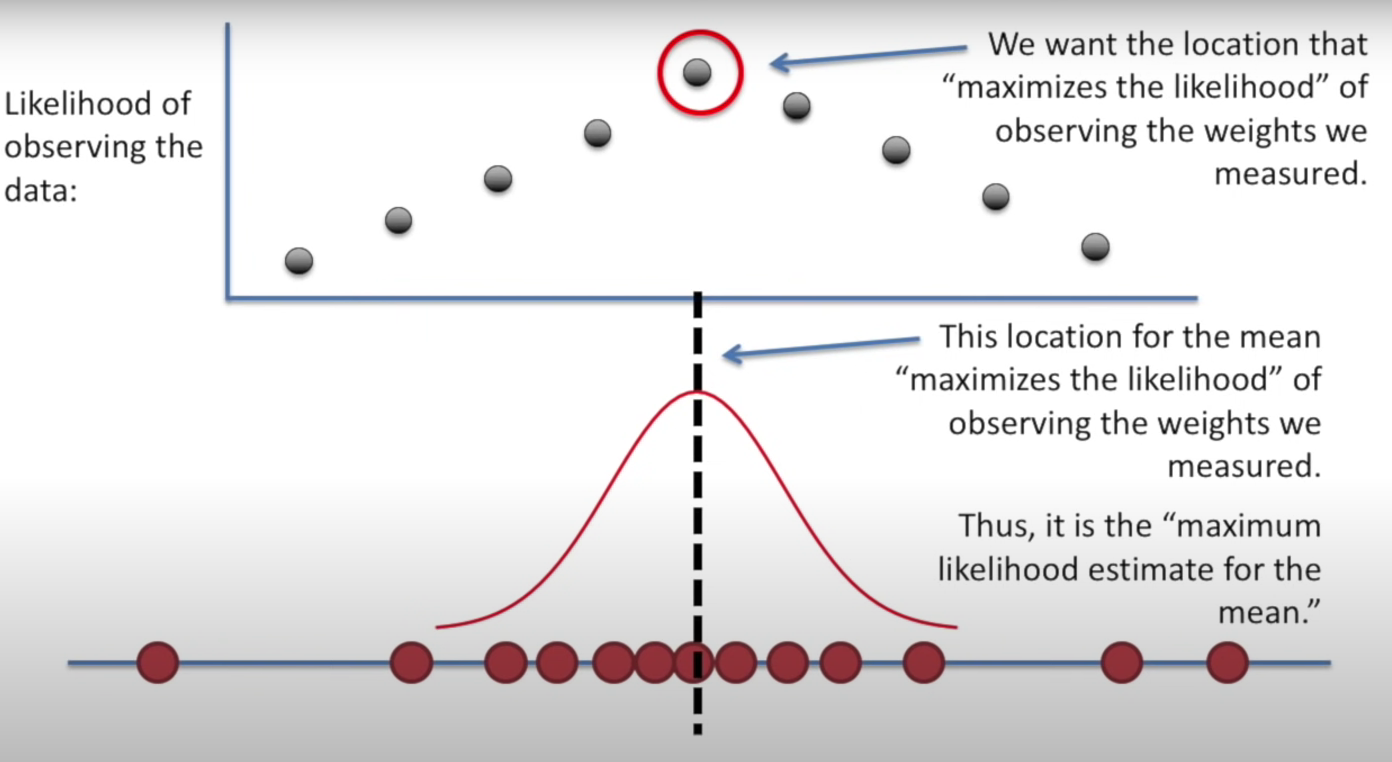 Likelihood of
observing the
data:
We want the location that
“maximizes the likelihood” of
observing the weights we
measured.
This location for the mean
“maximizes the likelihood” of
observing the weights we
measured.
Thus, it is the “maximum
likelihood estimate for the
mean.”